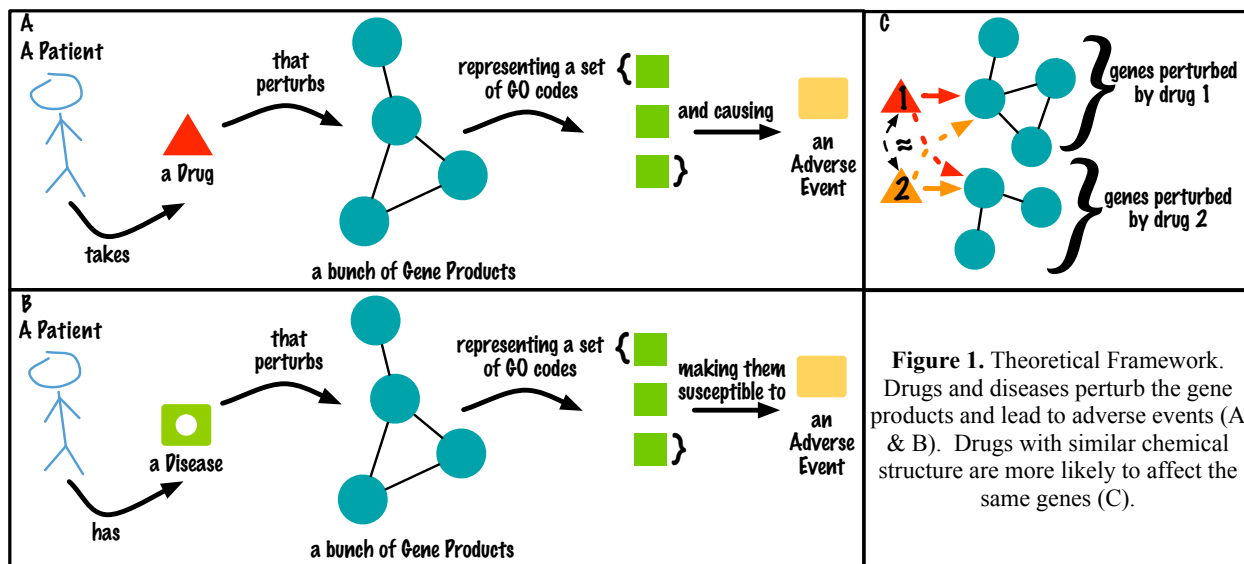 A
A Patient
that
perturbs
representing a set {
of GO codes
and causing
}
a Drug
an
Adverse
Event
takes
a bunch of Gene Products
B
A Patient
that
perturbs
representing a set {
of GO codes
making them
susceptible to
}
a Disease
an
Adverse
Event
has
a bunch of Gene Products
C
1
≈
2
} genes perturbed
by drug 1
} genes perturbed
by drug 2
Figure 1. Theoretical Framework.
Drugs and diseases perturb the gene
products and lead to adverse events (A
& B). Drugs with similar chemical
structure are more likely to affect the
same genes (C).